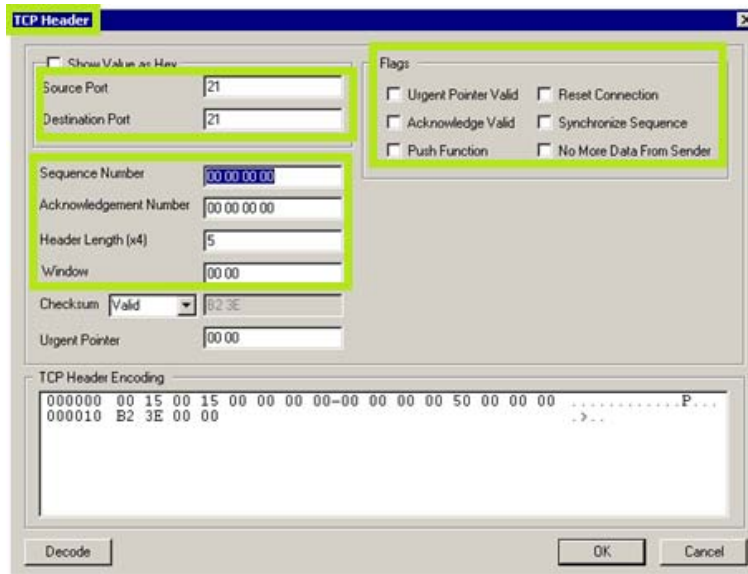 TCP Header
Show Value as Hex
Source Port 21
Destination Port 21
Sequence Number 00 00 00 00
Acknowledgement Number 00 00 00 00
Header Length (x4) 5
Window 00 00
Checksum Valid B2 3E
Urgent Pointer 00 00
Flags
Urgent Pointer Valid Reset Connection
Acknowledge Valid Synchronize Sequence
Push Function No More Data From Sender
TCP Header Encoding
000000 00 15 00 15 00 00 00 00-00 00 00 00 50 00 00 00 ............P...
000010 B2 3E 00 00 .>..
Decode OK Cancel